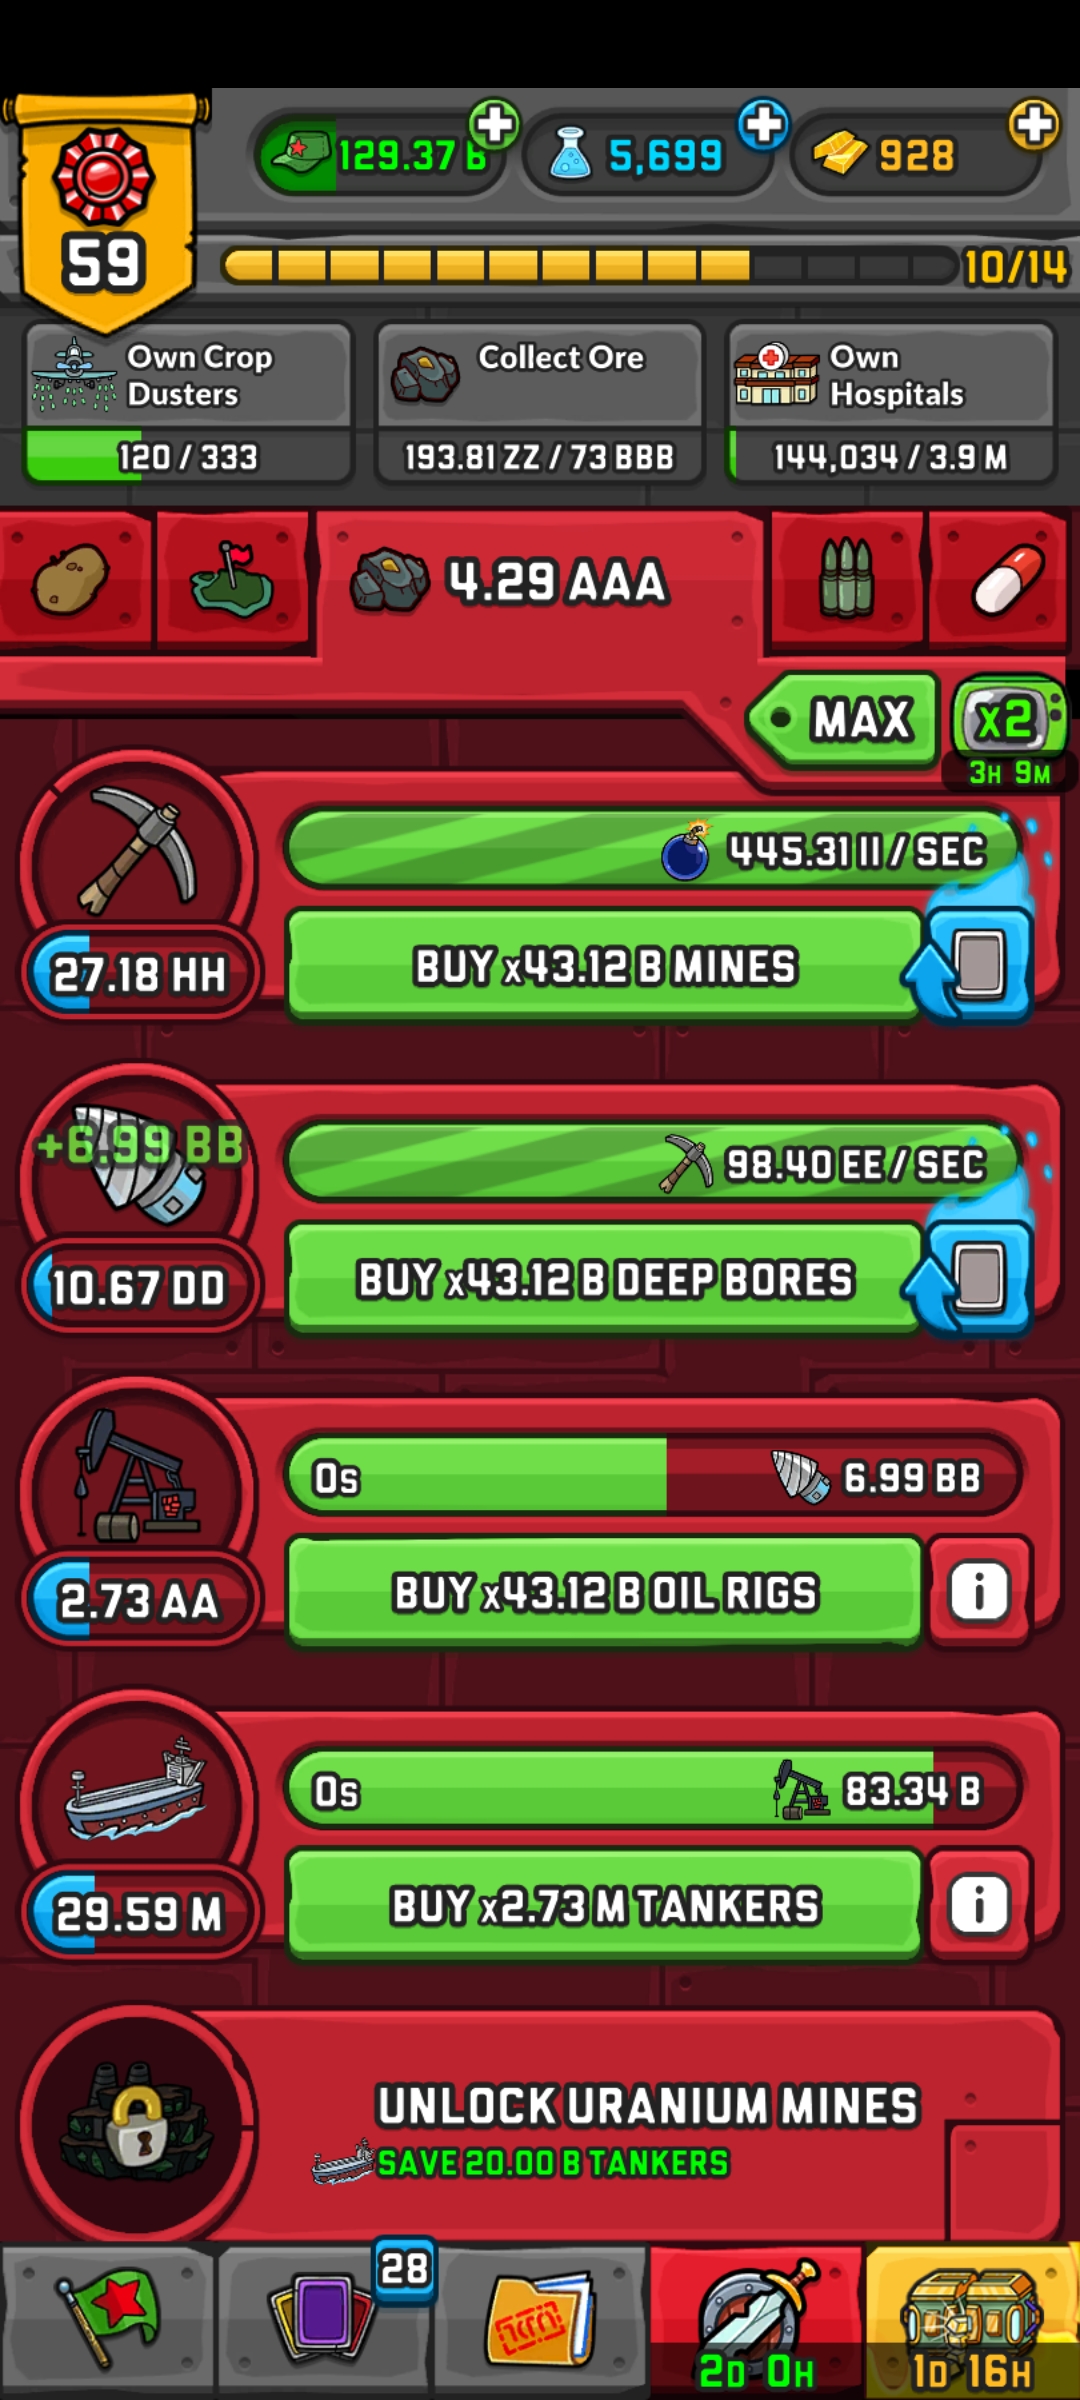 59
129.37 B
5,699
928
10/14
Own Crop
Dusters
120 / 333
Collect Ore
193.81 ZZ / 73 BBB
Own
Hospitals
144,034 / 3.9 M
4.29 AAA
MAX
x2
3H 9M
445.31 II / SEC
27.18 HH
BUY x43.12 B MINES
+6.99 BB
98.40 EE / SEC
10.67 DD
BUY x43.12 B DEEP BORES
0s
6.99 BB
2.73 AA
BUY x43.12 B OIL RIGS
i
0s
83.34 B
29.59 M
BUY x2.73 M TANKERS
i
UNLOCK URANIUM MINES
SAVE 20.00 B TANKERS
28
2D 0H
1D 16H